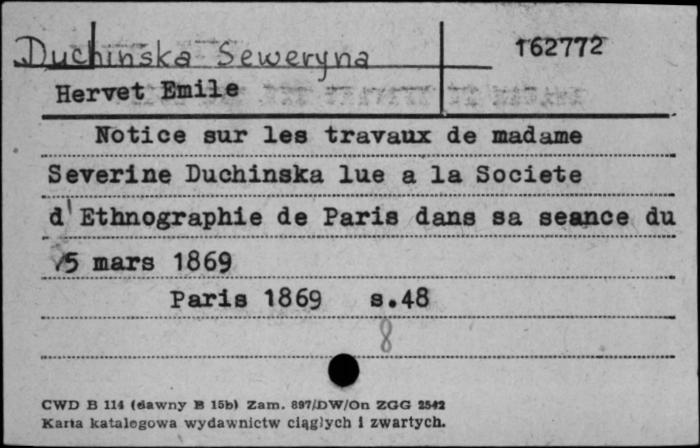 Duchinska Seweryna
162772
Hervet Emile
Notice sur les travaux de madame
Severine Duchinska lue a la Societe
d'Ethnographie de Paris dans sa seance du
15 mars 1869
Paris 1869 s.48
8
CWD B 114 (dawny B 15b) Zam. 897/DW/On ZGG 2542
Karta katalogowa wydawnictw ciągłych i zwartych.